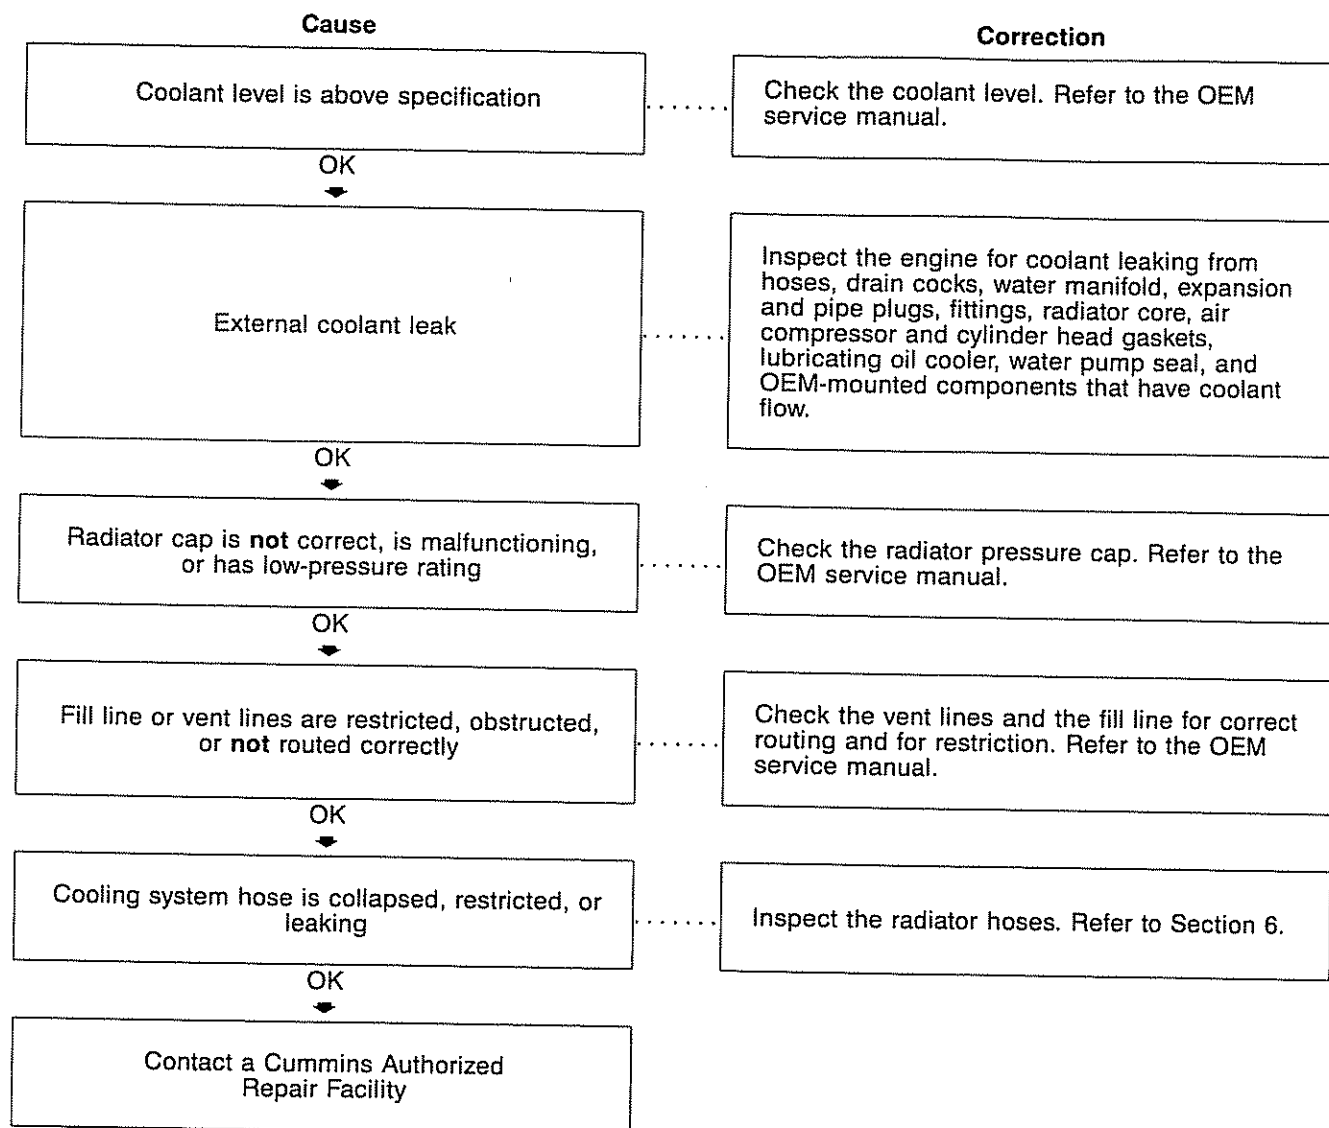 Cause
Correction
Coolant level is above specification
Check the coolant level. Refer to the OEM
service manual.
OK
External coolant leak
Inspect the engine for coolant leaking from
hoses, drain cocks, water manifold, expansion
and pipe plugs, fittings, radiator core, air
compressor and cylinder head gaskets,
lubricating oil cooler, water pump seal, and
OEM-mounted components that have coolant
flow.
OK
Radiator cap is not correct, is malfunctioning,
or has low-pressure rating
Check the radiator pressure cap. Refer to the
OEM service manual.
OK
Fill line or vent lines are restricted, obstructed,
or not routed correctly
Check the vent lines and the fill line for correct
routing and for restriction. Refer to the OEM
service manual.
OK
Cooling system hose is collapsed, restricted, or
leaking
Inspect the radiator hoses. Refer to Section 6.
OK
Contact a Cummins Authorized
Repair Facility